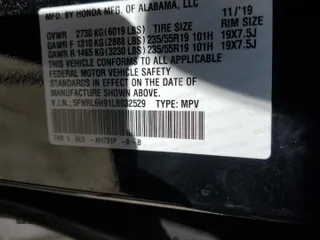 MFD. BY HONDA MFG. OF ALABAMA, LLC 11/'19
GVWR 2730 KG (6019 LBS) TIRE SIZE RIM SIZE
GAWR F 1310 KG (2888 LBS) 235/55R19 101H 19X7.5J
GAWR R 1465 KG (3230 LBS) 235/55R19 101H 19X7.5J
THIS VEHICLE CONFORMS TO ALL APPLICABLE
FEDERAL MOTOR VEHICLE SAFETY
STANDARDS IN EFFECT ON THE
DATE OF MANUFACTURE SHOWN ABOVE.
V.I.N.: 5FNRL6H91LB032529 TYPE: MPV
NH731P -B-B